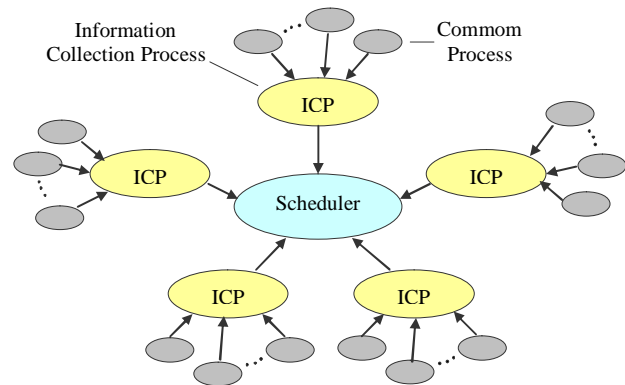 Information
Collection Process
Commom
Process
ICP
ICP
ICP
Scheduler
ICP
ICP